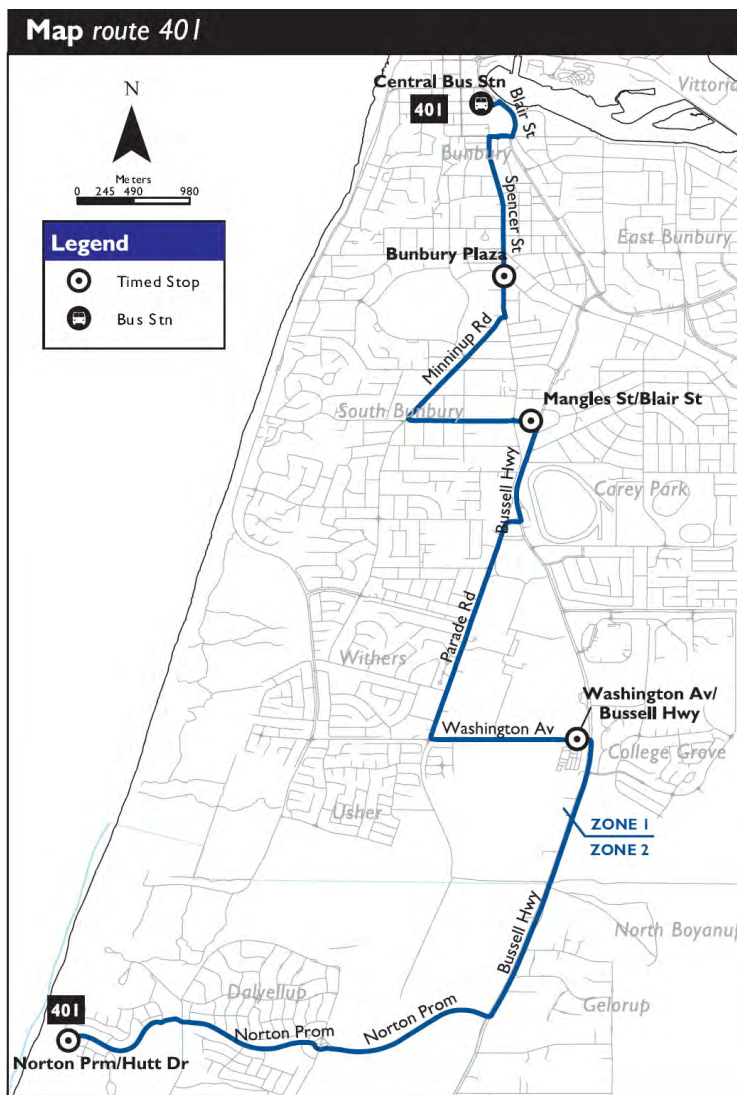 Map route 401
Central Bus Stn
Vittoria
N
401
Blair St
Bunbury
Meters
0 245 490 980
Spencer St
Legend
East Bunbury
Bunbury Plaza
Timed Stop
Bus Stn
Minninup Rd
Mangles St/Blair St
South Bunbury
Bussell Hwy
Carey Park
Parade Rd
Withers
Washington Av/
Bussell Hwy
Washington Av
College Grove
Usher
ZONE 1
ZONE 2
Bussell Hwy
North Boyanup
Dalyellup
Gelorup
401
Norton Prom
Norton Prom
Norton Prm/Hutt Dr